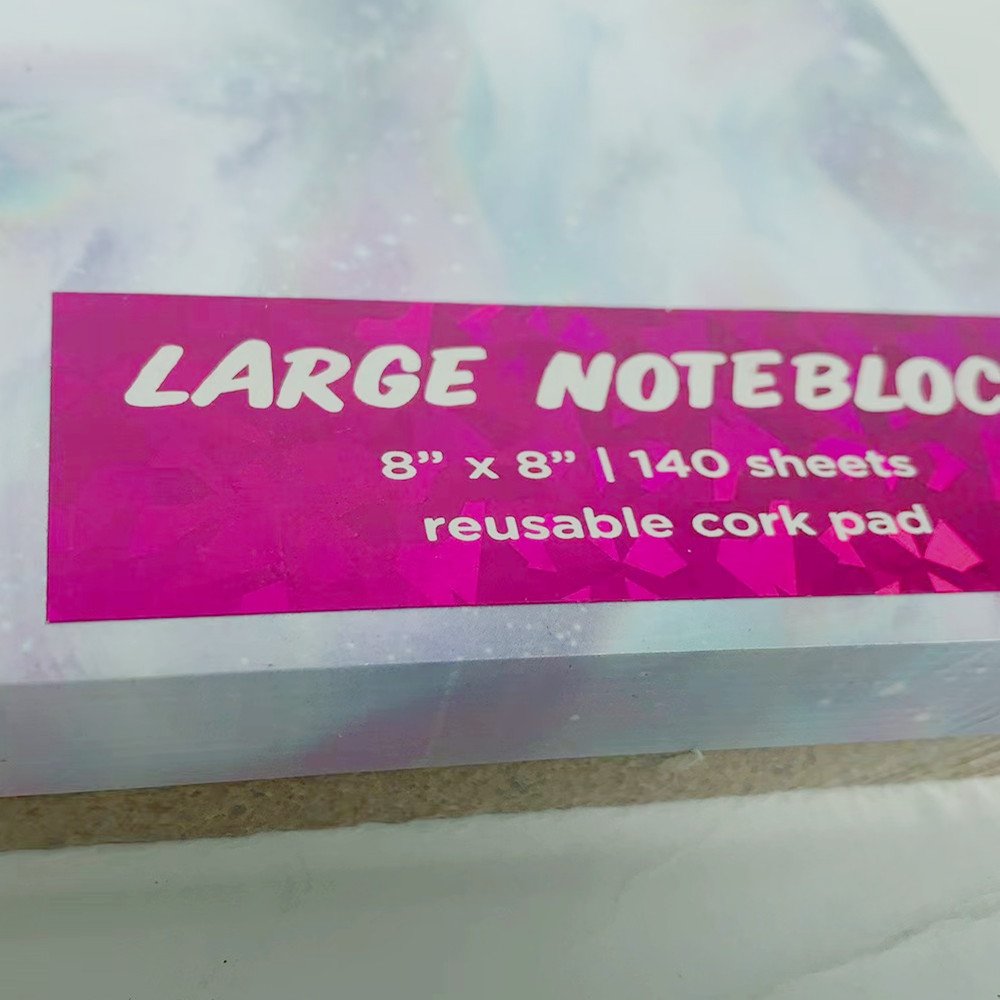 LARGE NOTEBLOC
8” x 8” | 140 sheets
reusable cork pad